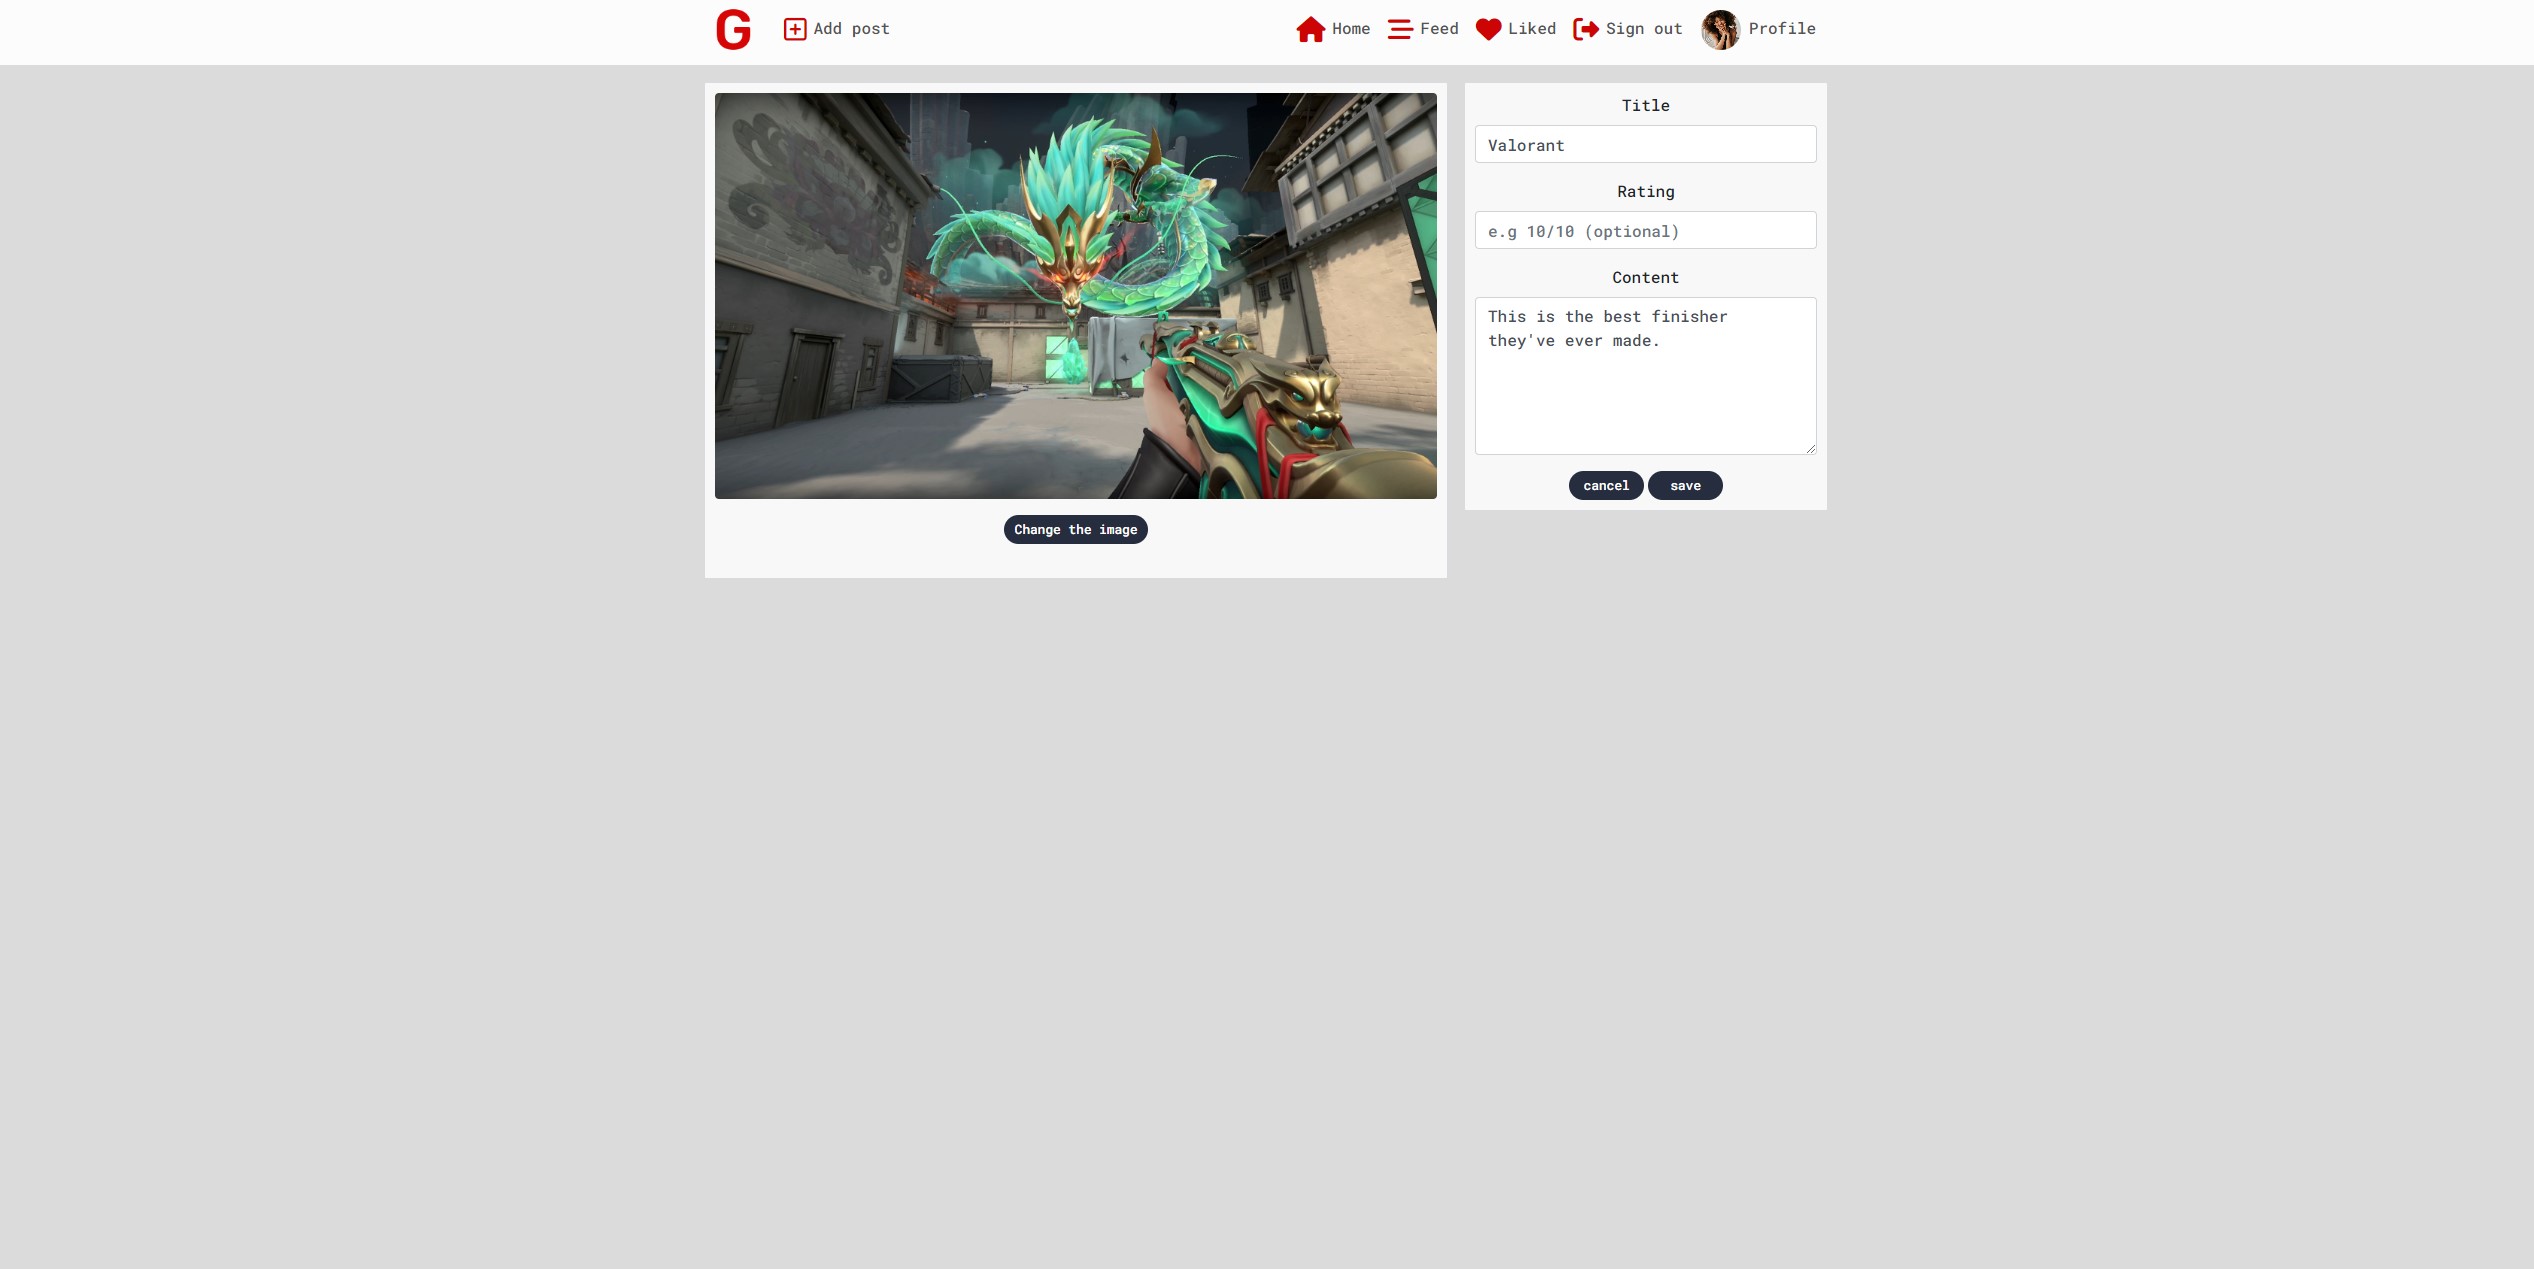 G Add post Home Feed Liked Sign out Profile
Title
Valorant
Rating
e.g 10/10 (optional)
Content
This is the best finisher
they've ever made.
cancel save
Change the image